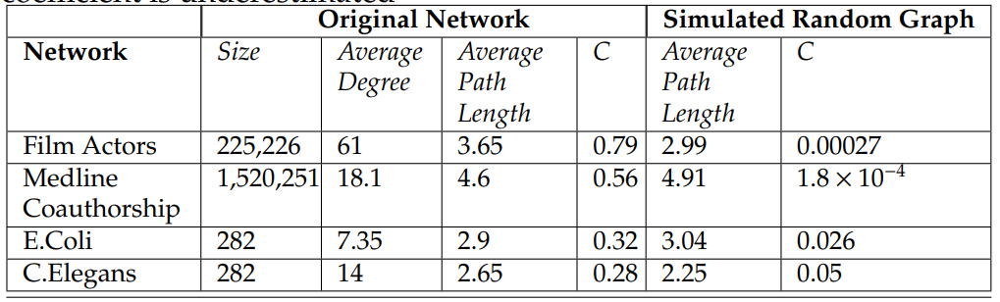 coefficient is underestimated
Original Network Simulated Random Graph
Network Size Average Degree Average Path Length C Average Path Length C
Film Actors 225,226 61 3.65 0.79 2.99 0.00027
Medline Coauthorship 1,520,251 18.1 4.6 0.56 4.91 1.8 × 10⁻⁴
E.Coli 282 7.35 2.9 0.32 3.04 0.026
C.Elegans 282 14 2.65 0.28 2.25 0.05